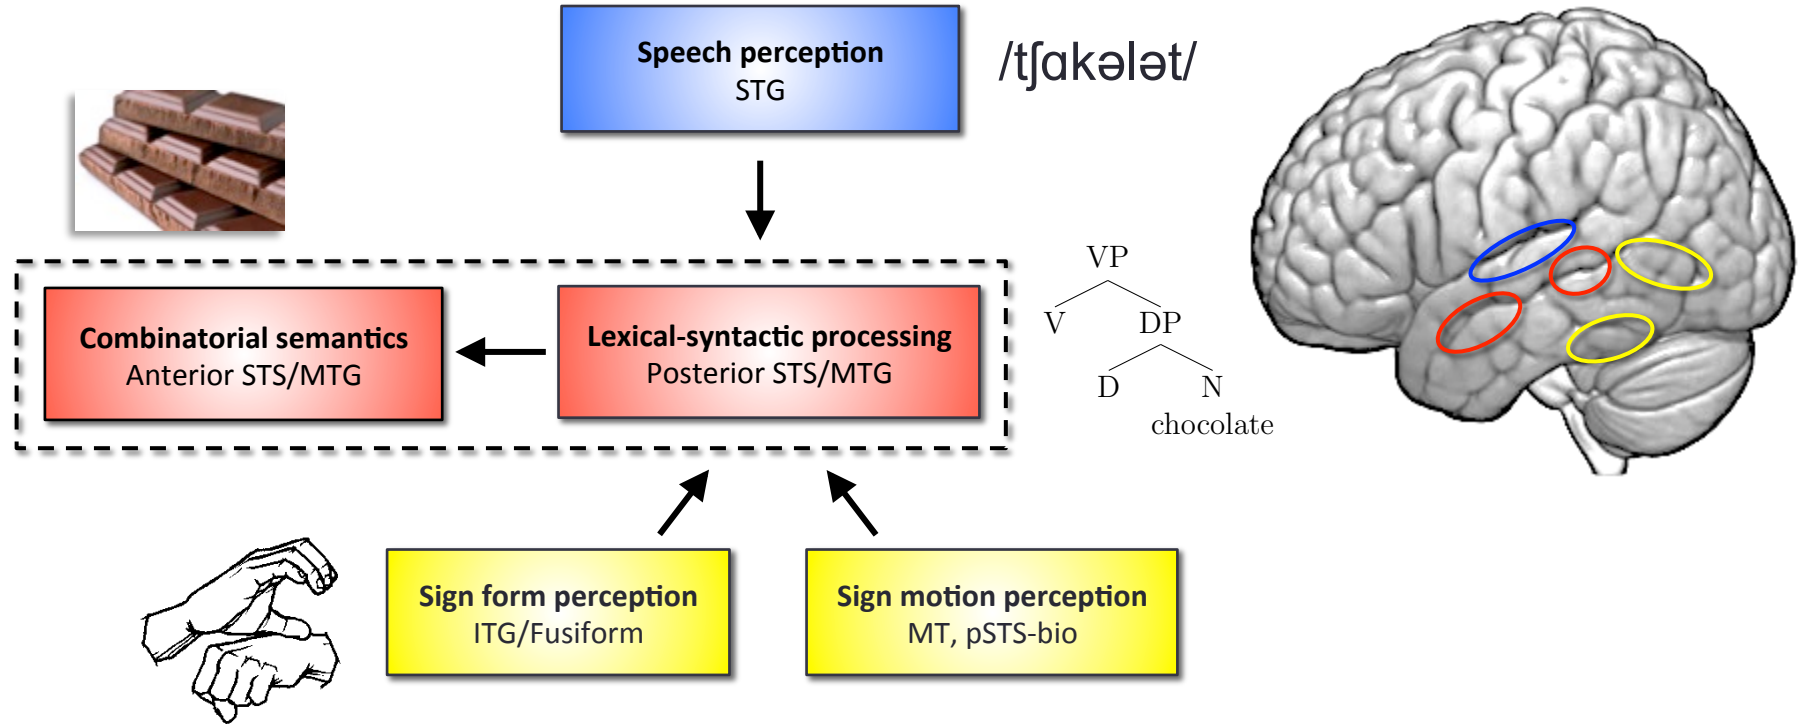 Speech perception
STG
/tʃɑkələt/
Combinatorial semantics
Anterior STS/MTG
Lexical-syntactic processing
Posterior STS/MTG
VP
V DP
D N
chocolate
Sign form perception
ITG/Fusiform
Sign motion perception
MT, pSTS-bio